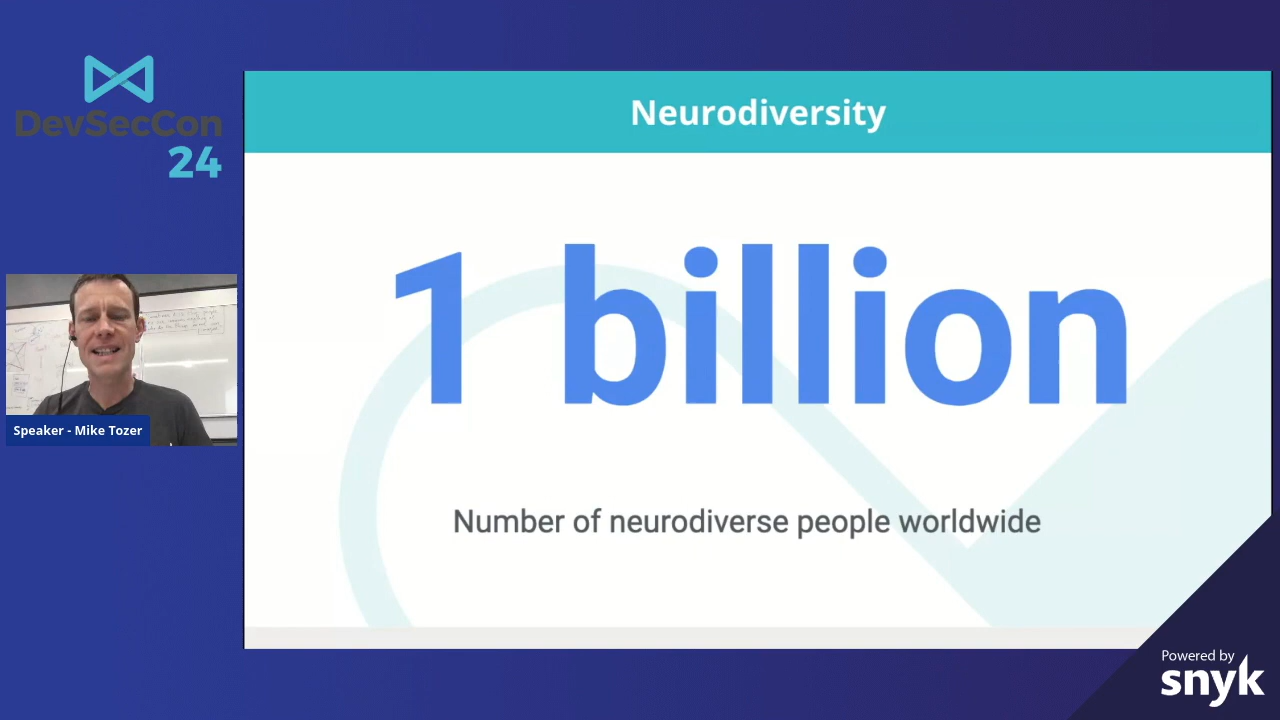 DevSecCon
24
Neurodiversity
1 billion
Number of neurodiverse people worldwide
Speaker - Mike Tozer
Powered by
snyk